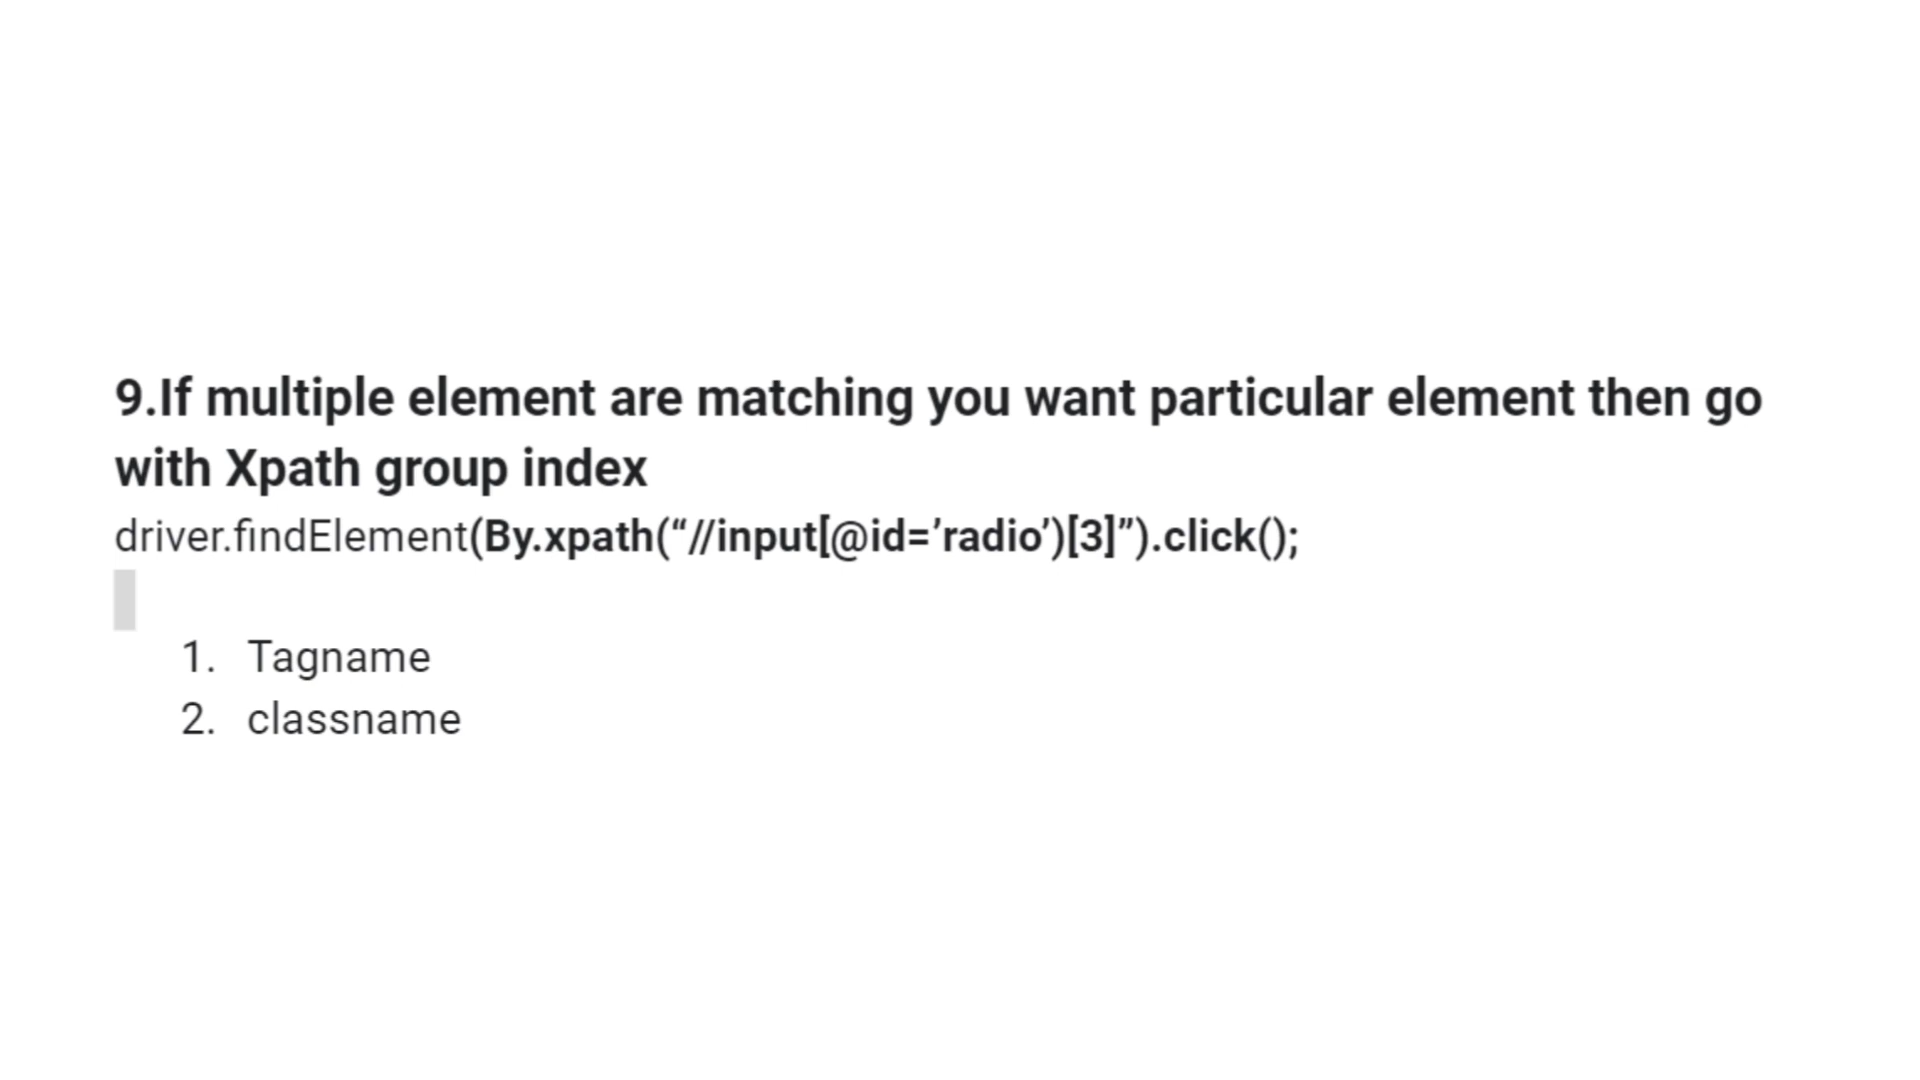 9.If multiple element are matching you want particular element then go
with Xpath group index
driver.findElement(By.xpath(“//input[@id=’radio’)[3]”).click();
1. Tagname
2. classname